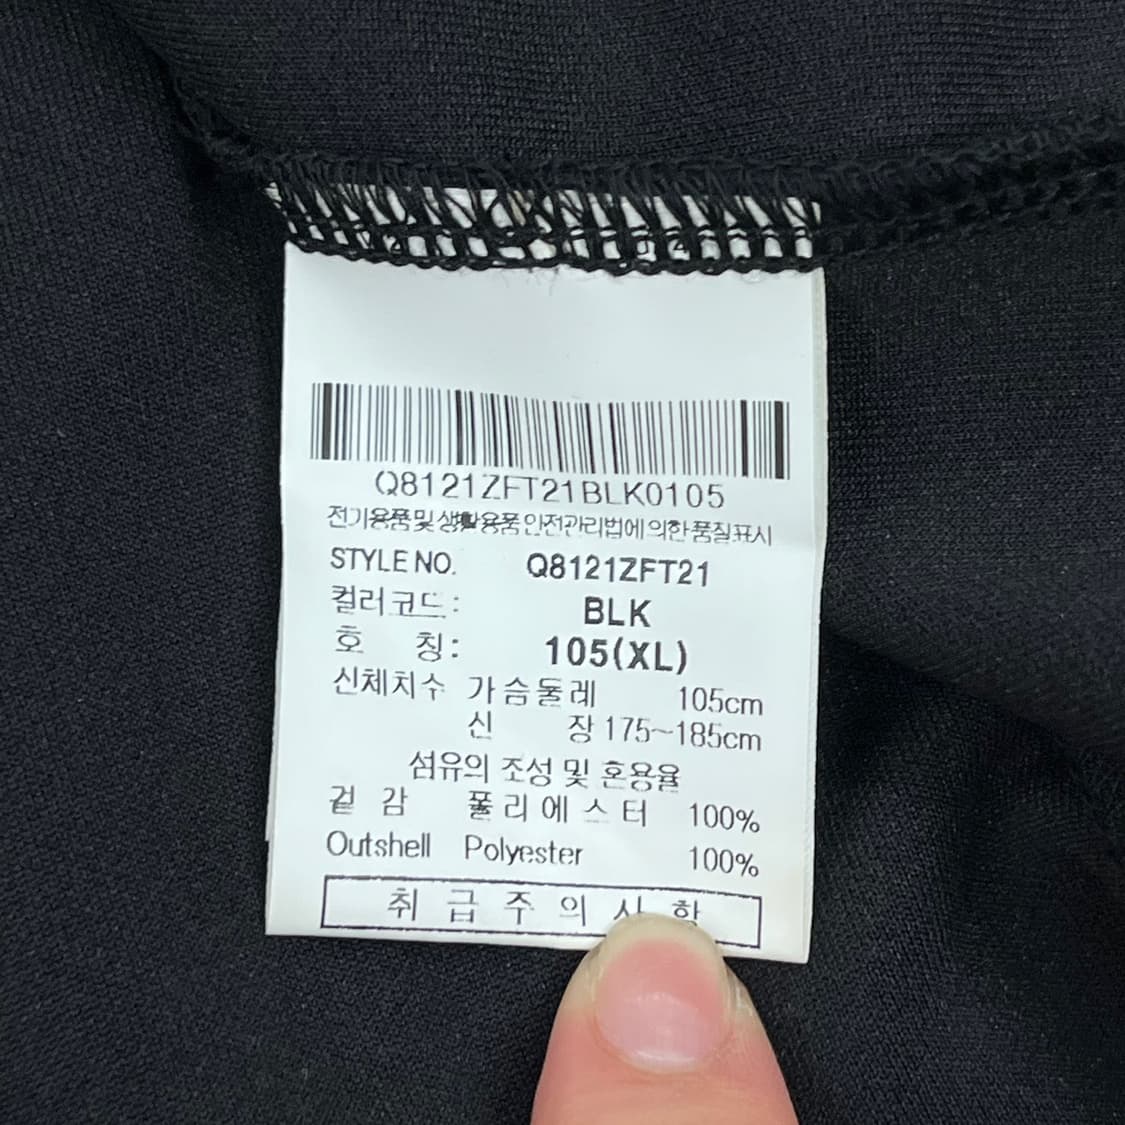 Q8121ZFT21BLK0105
전기용품및생활용품안전관리법에의한품질표시
STYLE NO. Q8121ZFT21
컬러코드: BLK
호 칭: 105(XL)
신체치수 가슴둘레 105cm
신 장 175~185cm
섬유의 조성 및 혼용율
겉 감 폴리에스터 100%
Outshell Polyester 100%
취 급 주 의 사 항